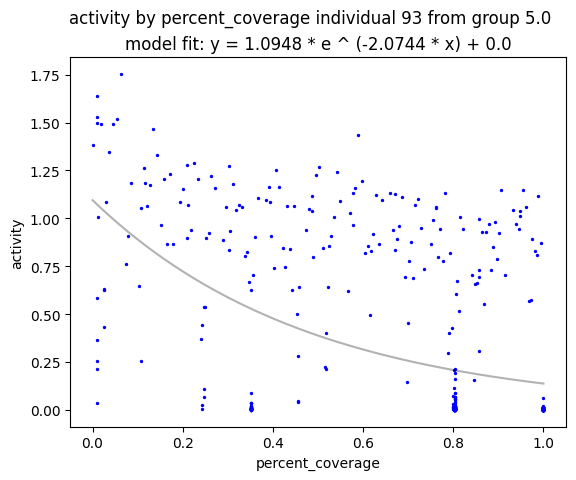 activity by percent_coverage individual 93 from group 5.0
model fit: y = 1.0948 * e ^ (-2.0744 * x) + 0.0
1.75
1.50
1.25
1.00
0.75
0.50
0.25
0.00
activity
0.0 0.2 0.4 0.6 0.8 1.0
percent_coverage